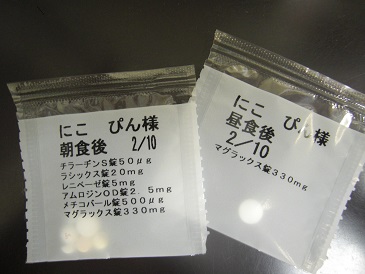 にこ　ぴん様
朝食後　2/10
チラーヂンS錠50μg
ラシックス錠20mg
レニベーゼ錠5mg
アムロジンOD錠2.5mg
メチコバール錠500μg
マグラックス錠330mg
にこ　ぴん様
昼食後
2/10
マグラックス錠330mg